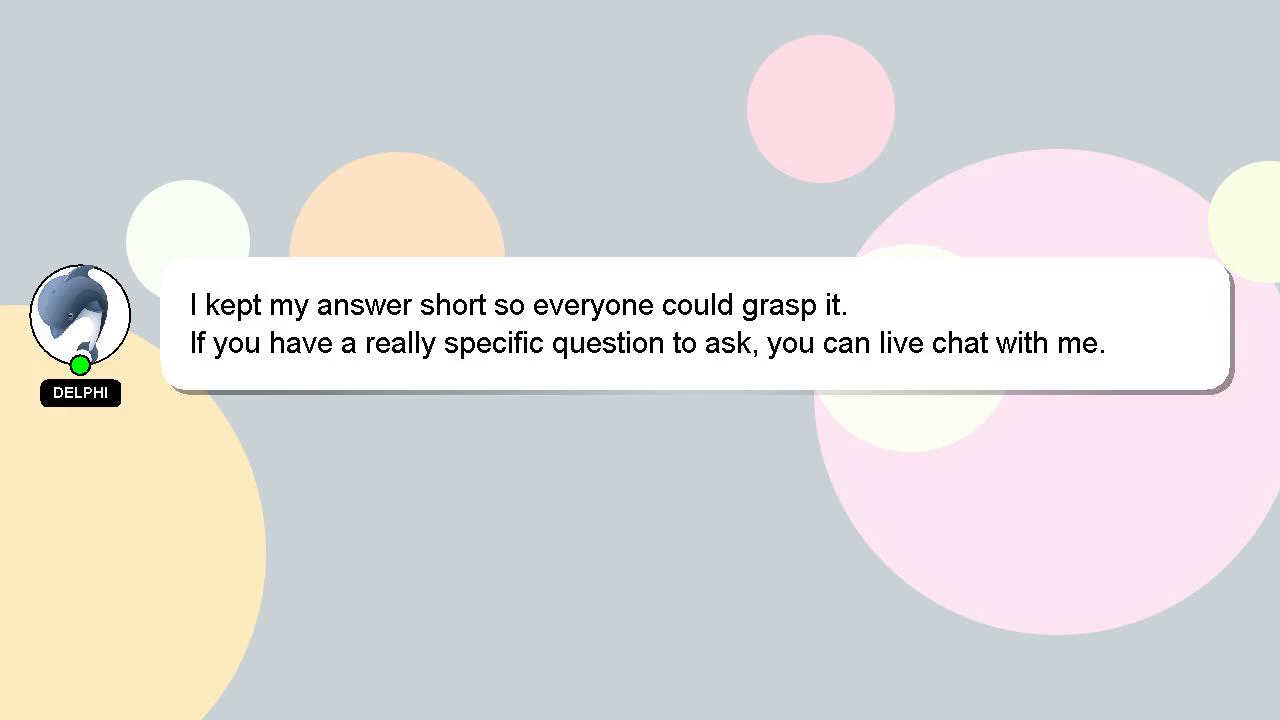 I kept my answer short so everyone could grasp it.
If you have a really specific question to ask, you can live chat with me.
DELPHI